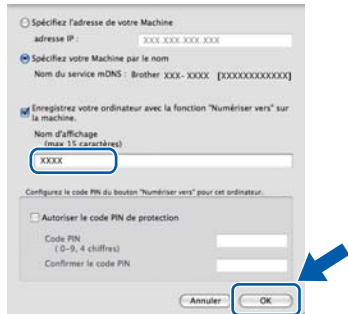 Spécifiez l'adresse de votre Machine
adresse IP : XXX.XXX.XXX.XXX
Spécifiez votre Machine par le nom
Nom du service mDNS : Brother XXX-XXXX [XXXXXXXXXXXX]
Enregistrez votre ordinateur avec la fonction "Numériser vers" sur
la machine.
Nom d'affichage
(max 15 caractères)
XXXX
Configurez le code PIN du bouton "Numériser vers" pour cet ordinateur.
Autoriser le code PIN de protection
Code PIN
( 0-9, 4 chiffres)
Confirmer le code PIN
Annuler OK